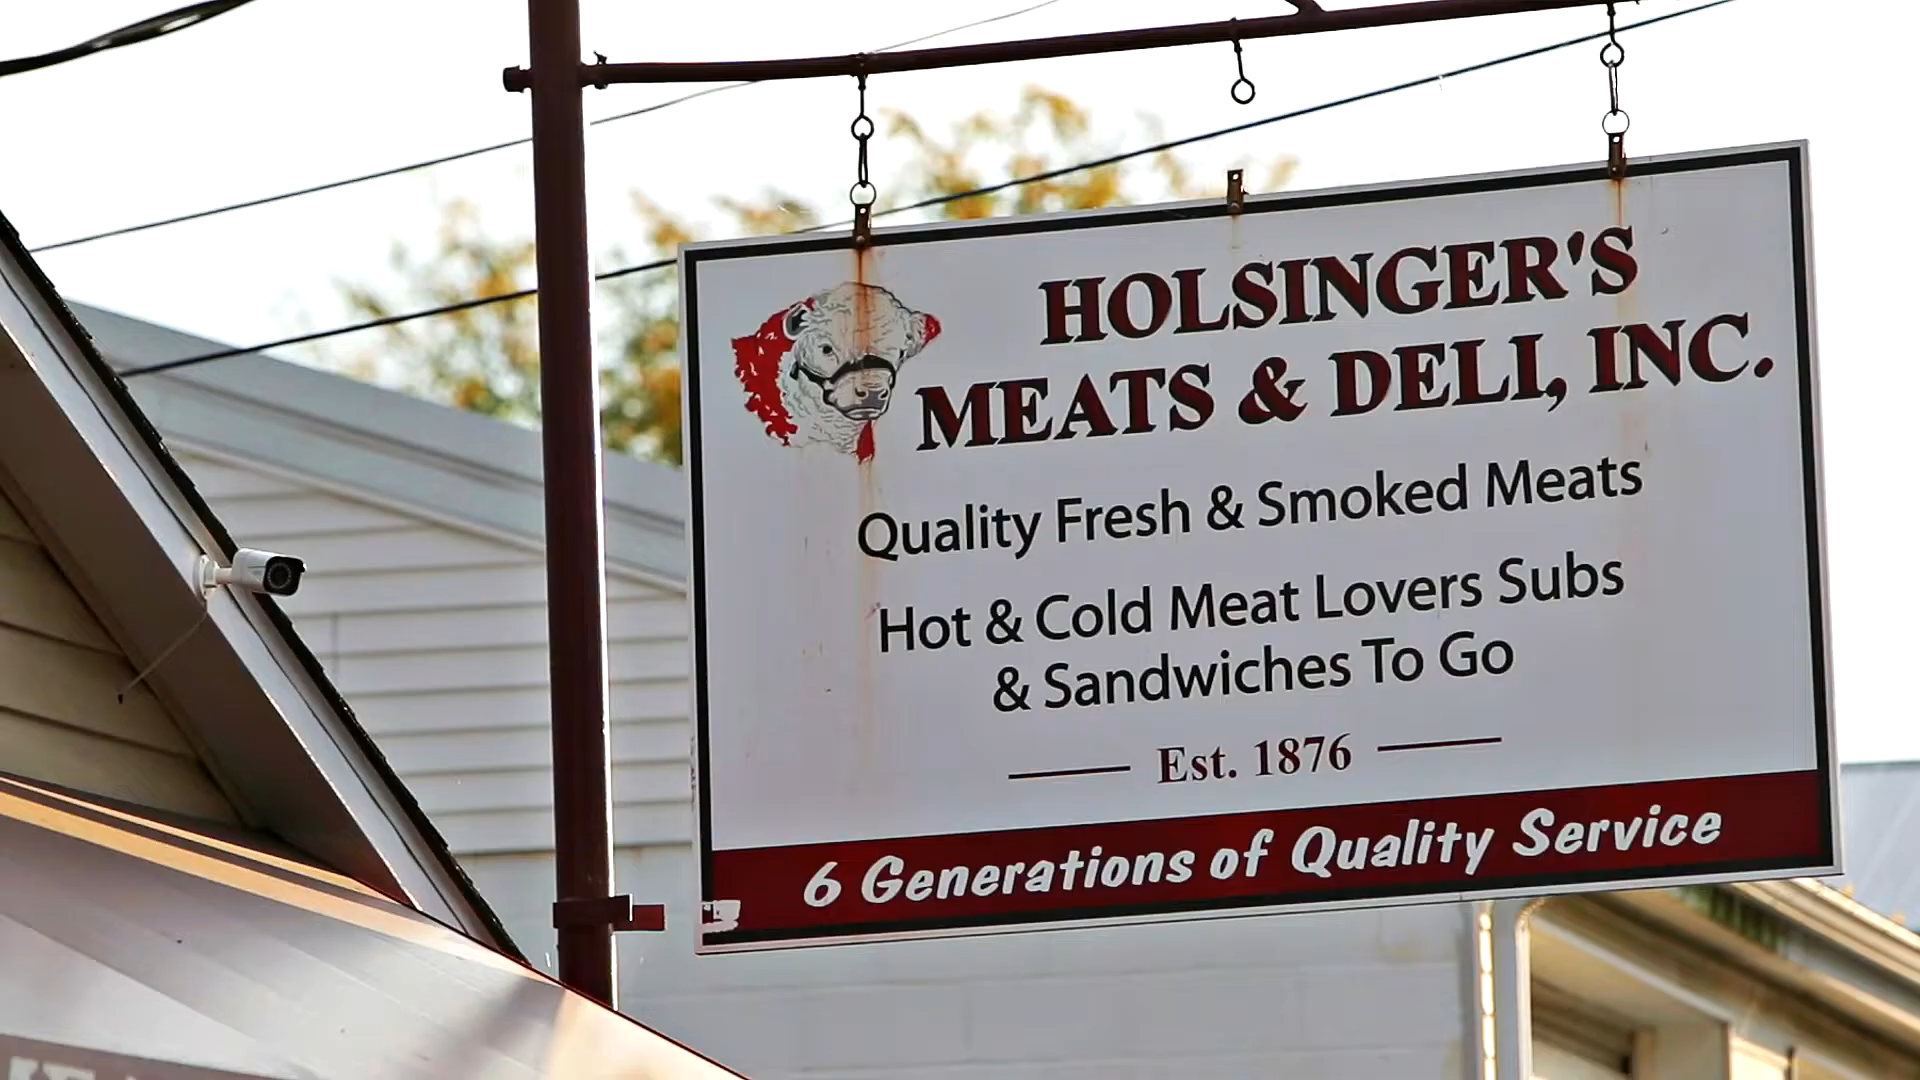 HOLSINGER'S
MEATS & DELI, INC.
Quality Fresh & Smoked Meats
Hot & Cold Meat Lovers Subs
& Sandwiches To Go
Est. 1876
6 Generations of Quality Service